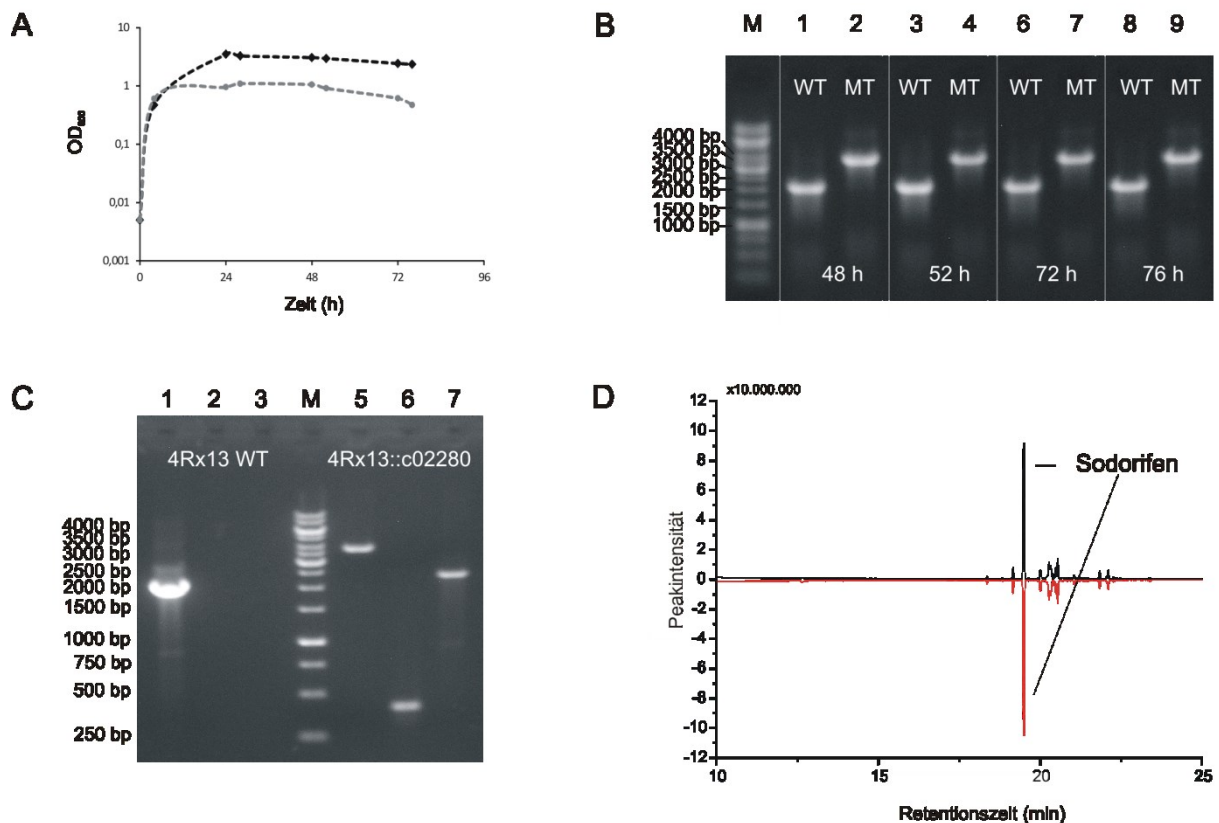 A
10
1
0,1
0,01
0,001
OD600
0 24 48 72 96
Zeit (h)
B
M 1 2 3 4 6 7 8 9
WT MT WT MT WT MT WT MT
4000 bp
3500 bp
3000 bp
2500 bp
2000 bp
1500 bp
1000 bp
48 h 52 h 72 h 76 h
C
1 2 3 M 5 6 7
4Rx13 WT 4Rx13::c02280
4000 bp
3500 bp
3000 bp
2500 bp
2000 bp
1500 bp
1000 bp
750 bp
500 bp
250 bp
D
x10.000.000
12
10
8
6
4
2
0
-2
-4
-6
-8
-10
-12
Peakintensität
Sodorifen
10 15 20 25
Retentionszeit (min)